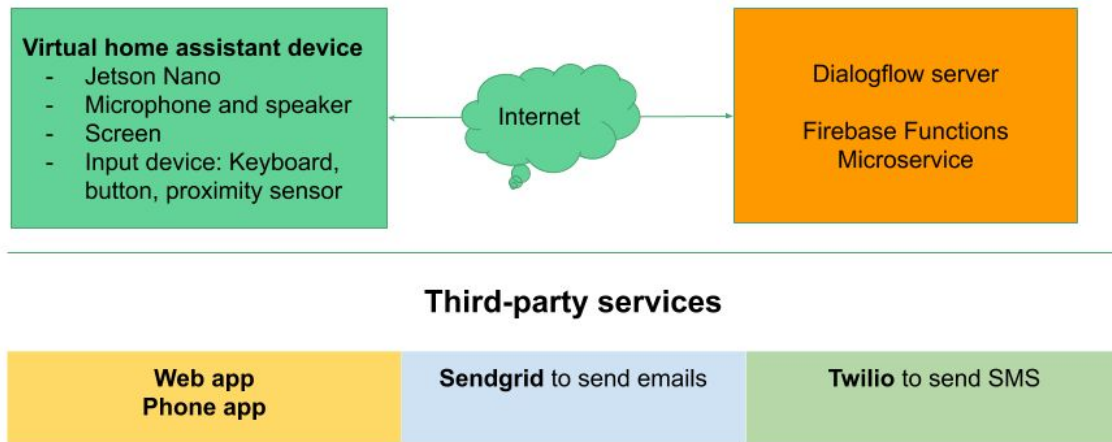 Virtual home assistant device
- Jetson Nano
- Microphone and speaker
- Screen
- Input device: Keyboard,
button, proximity sensor
Internet
Dialogflow server
Firebase Functions
Microservice
Third-party services
Web app
Phone app
Sendgrid to send emails
Twilio to send SMS